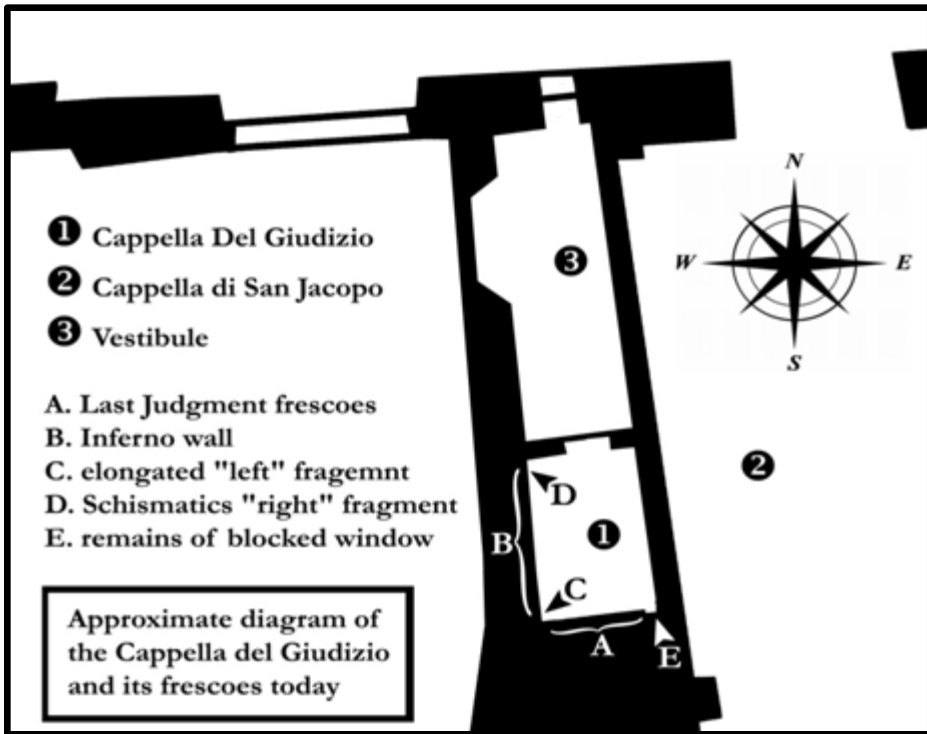 ❶ Cappella Del Giudizio
❷ Cappella di San Jacopo
❸ Vestibule
A. Last Judgment frescoes
B. Inferno wall
C. elongated "left" fragemnt
D. Schismatics "right" fragment
E. remains of blocked window
Approximate diagram of
the Cappella del Giudizio
and its frescoes today
N
W E
S
❸
❷
D
❶
B
C
A
E